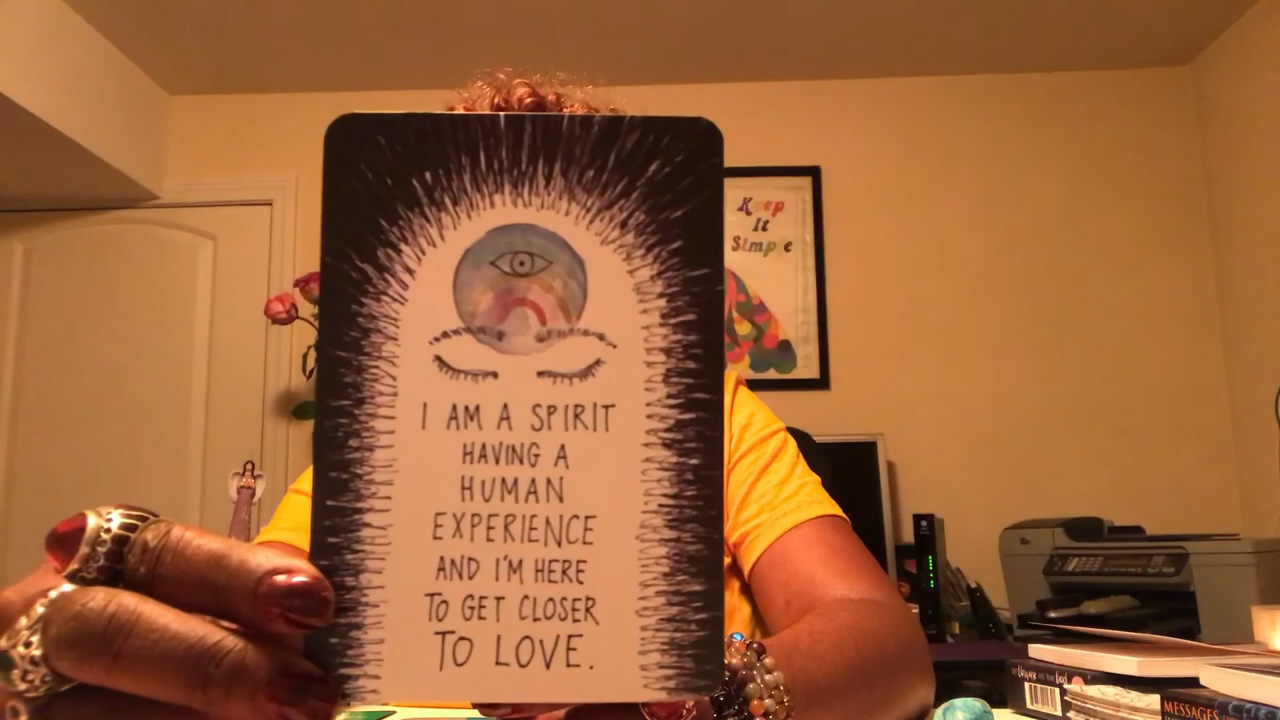 I AM A SPIRIT
HAVING A
HUMAN
EXPERIENCE
AND I'M HERE
TO GET CLOSER
TO LOVE.
Keep
It
Simple
MESSAGES